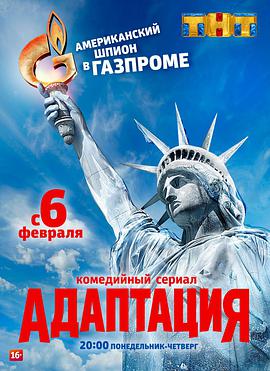 АМЕРИКАНСКИЙ
ШПИОН
В ГАЗПРОМЕ
ТНТ
с 6
февраля
комедийный сериал
АДАПТАЦИЯ
20:00 ПОНЕДЕЛЬНИК-ЧЕТВЕРГ
16+